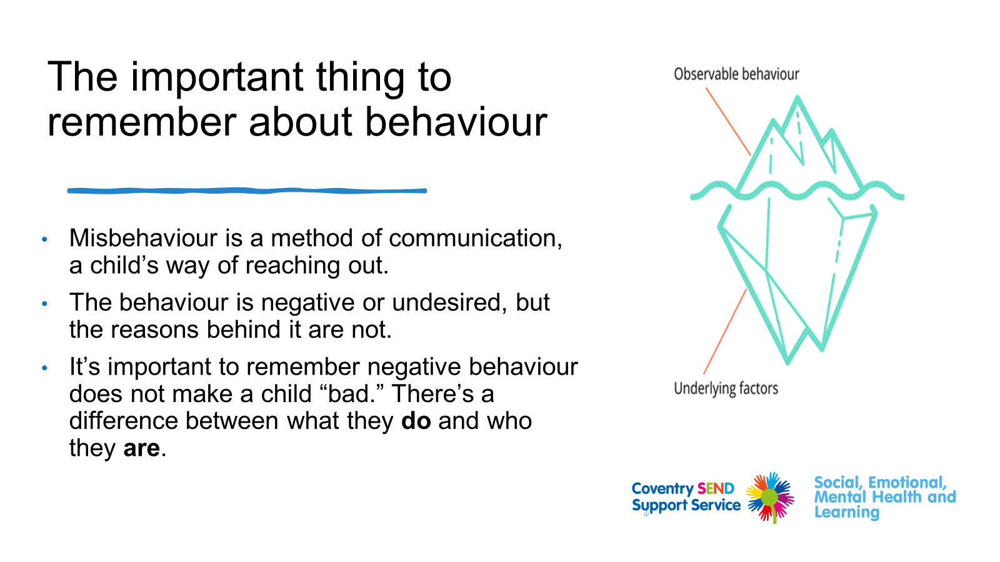 The important thing to
remember about behaviour
• Misbehaviour is a method of communication,
a child’s way of reaching out.
• The behaviour is negative or undesired, but
the reasons behind it are not.
• It’s important to remember negative behaviour
does not make a child “bad.” There’s a
difference between what they do and who
they are.
Observable behaviour
Underlying factors
Coventry SEND
Support Service
Social, Emotional,
Mental Health and
Learning